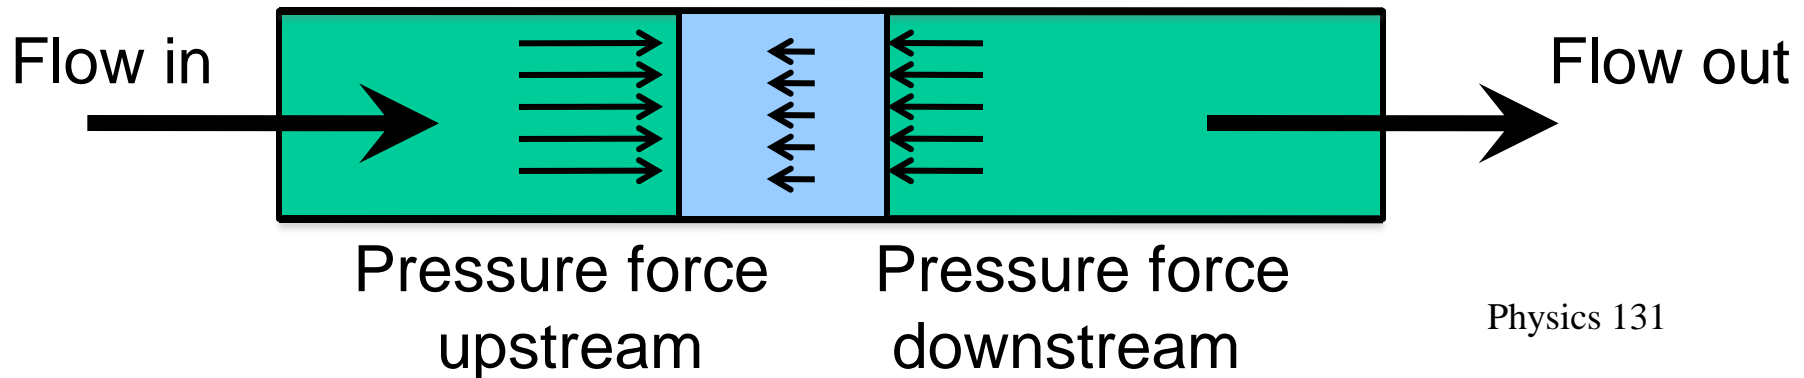 Flow in
Flow out
Pressure force
upstream
Pressure force
downstream
Physics 131